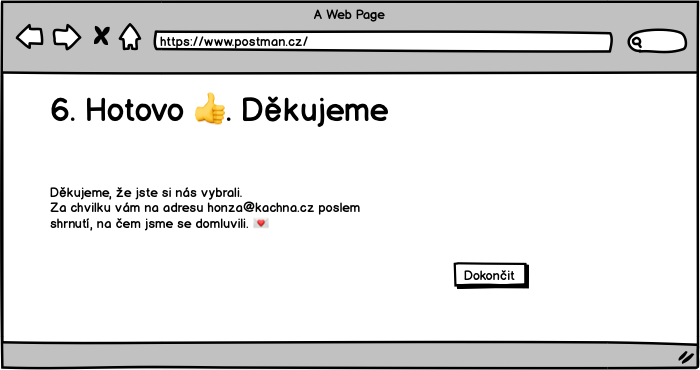 A Web Page
https://www.postman.cz/
6. Hotovo 👍. Děkujeme
Děkujeme, že jste si nás vybrali.
Za chvilku vám na adresu honza@kachna.cz poslem
shrnutí, na čem jsme se domluvili. 💌
Dokončit